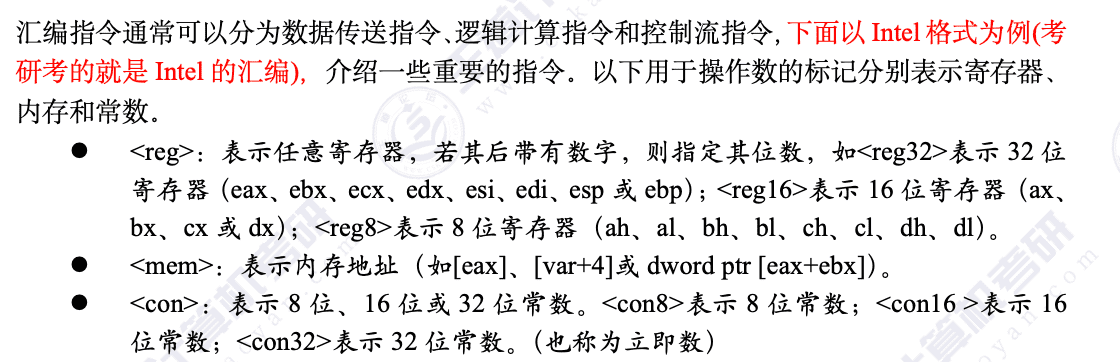 汇编指令通常可以分为数据传送指令、逻辑计算指令和控制流指令,下面以 Intel 格式为例(考
研考的就是 Intel 的汇编)，介绍一些重要的指令。以下用于操作数的标记分别表示寄存器、
内存和常数。
● <reg>：表示任意寄存器，若其后带有数字，则指定其位数，如<reg32>表示 32 位
寄存器（eax、ebx、ecx、edx、esi、edi、esp 或 ebp）；<reg16>表示 16 位寄存器（ax、
bx、cx 或 dx）；<reg8>表示 8 位寄存器（ah、al、bh、bl、ch、cl、dh、dl）。
● <mem>：表示内存地址（如[eax]、[var+4]或 dword ptr [eax+ebx]）。
● <con>：表示 8 位、16 位或 32 位常数。<con8>表示 8 位常数；<con16 >表示 16
位常数；<con32>表示 32 位常数。（也称为立即数）